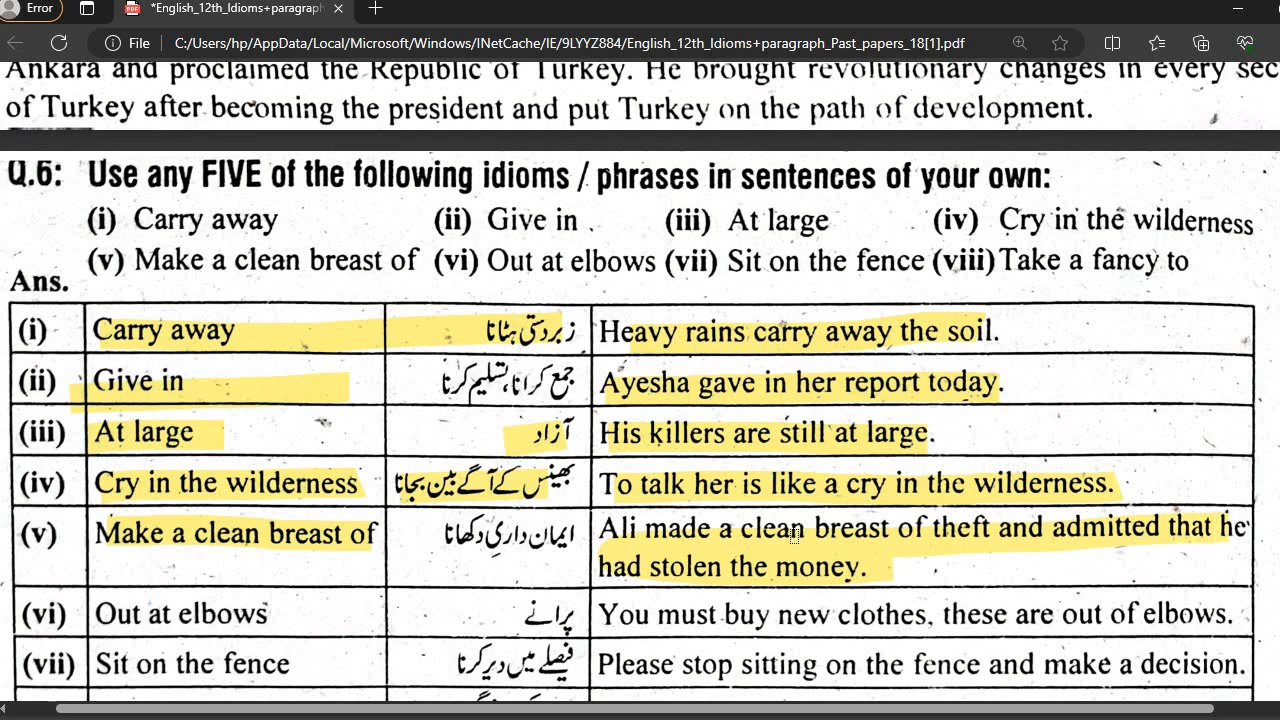 Error
*English_12th_Idioms+paragraph
File
C:/Users/hp/AppData/Local/Microsoft/Windows/INetCache/IE/9LYYZ884/English_12th_Idioms+paragraph_Past_papers_18[1].pdf
Ankara and proclaimed the Republic of Turkey. He brought revolutionary changes in every sec
of Turkey after becoming the president and put Turkey on the path of development.
Q.6: Use any FIVE of the following idioms / phrases in sentences of your own:
(i) Carry away (ii) Give in (iii) At large (iv) Cry in the wilderness
(v) Make a clean breast of (vi) Out at elbows (vii) Sit on the fence (viii) Take a fancy to
Ans.
(i) Carry away زبردستی ہٹانا Heavy rains carry away the soil.
(ii) Give in جمع کرانا، تسلیم کرنا Ayesha gave in her report today.
(iii) At large آزاد His killers are still at large.
(iv) Cry in the wilderness بھینس کے آگے بین بجانا To talk her is like a cry in the wilderness.
(v) Make a clean breast of ایمان داری دکھانا Ali made a clean breast of theft and admitted that he
had stolen the money.
(vi) Out at elbows پرانے You must buy new clothes, these are out of elbows.
(vii) Sit on the fence فیصلے میں دیر کرنا Please stop sitting on the fence and make a decision.